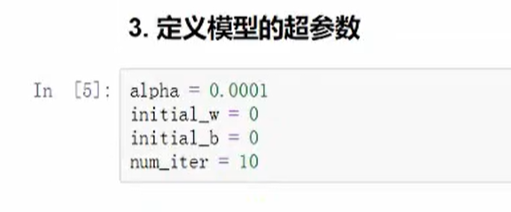 3. 定义模型的超参数
In [5]: alpha = 0.0001
initial_w = 0
initial_b = 0
num_iter = 10